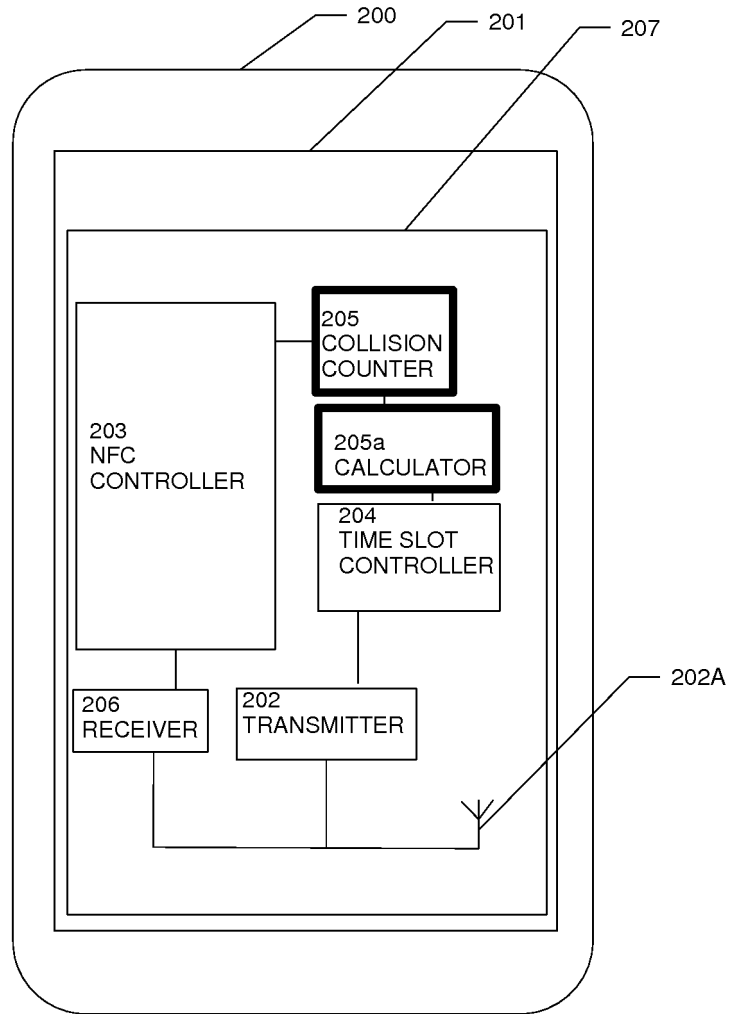 200
201
207
205
COLLISION
COUNTER
203
NFC
CONTROLLER
205a
CALCULATOR
204
TIME SLOT
CONTROLLER
202A
206
RECEIVER
202
TRANSMITTER